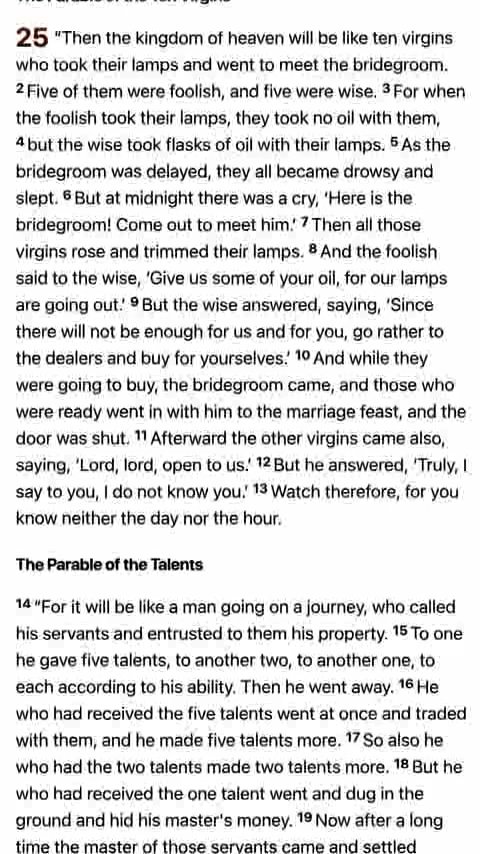 The Parable of the Ten Virgins
25 "Then the kingdom of heaven will be like ten virgins
who took their lamps and went to meet the bridegroom.
2 Five of them were foolish, and five were wise. 3 For when
the foolish took their lamps, they took no oil with them,
4 but the wise took flasks of oil with their lamps. 5 As the
bridegroom was delayed, they all became drowsy and
slept. 6 But at midnight there was a cry, 'Here is the
bridegroom! Come out to meet him.' 7 Then all those
virgins rose and trimmed their lamps. 8 And the foolish
said to the wise, 'Give us some of your oil, for our lamps
are going out.' 9 But the wise answered, saying, 'Since
there will not be enough for us and for you, go rather to
the dealers and buy for yourselves.' 10 And while they
were going to buy, the bridegroom came, and those who
were ready went in with him to the marriage feast, and the
door was shut. 11 Afterward the other virgins came also,
saying, 'Lord, lord, open to us.' 12 But he answered, 'Truly, I
say to you, I do not know you.' 13 Watch therefore, for you
know neither the day nor the hour.
The Parable of the Talents
14 "For it will be like a man going on a journey, who called
his servants and entrusted to them his property. 15 To one
he gave five talents, to another two, to another one, to
each according to his ability. Then he went away. 16 He
who had received the five talents went at once and traded
with them, and he made five talents more. 17 So also he
who had the two talents made two talents more. 18 But he
who had received the one talent went and dug in the
ground and hid his master's money. 19 Now after a long
time the master of those servants came and settled